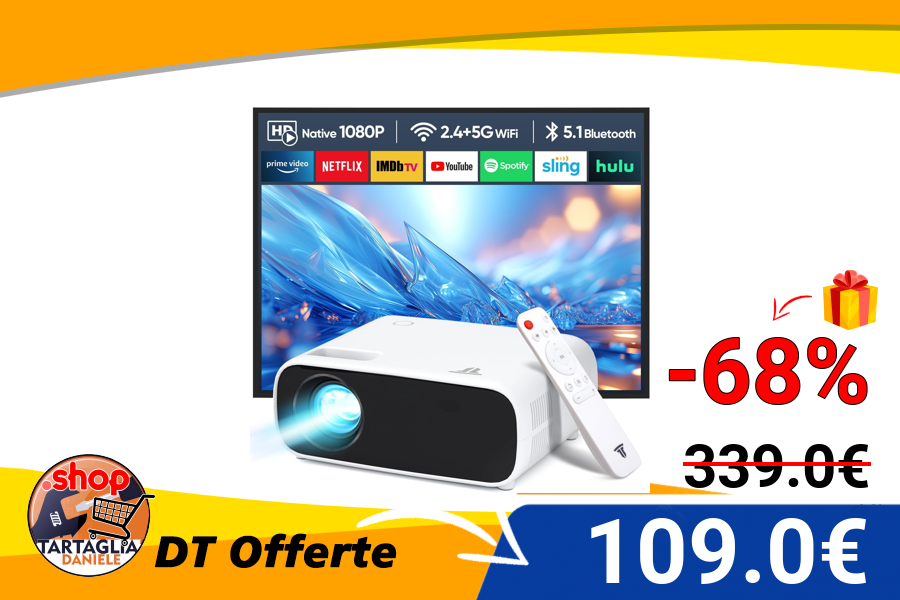 HD Native 1080P 2.4+5G WiFi 5.1 Bluetooth
prime video NETFLIX IMDb TV YouTube Spotify sling hulu
-68%
339.0€
109.0€
.shop
TARTAGLIA
DANIELE
DT Offerte